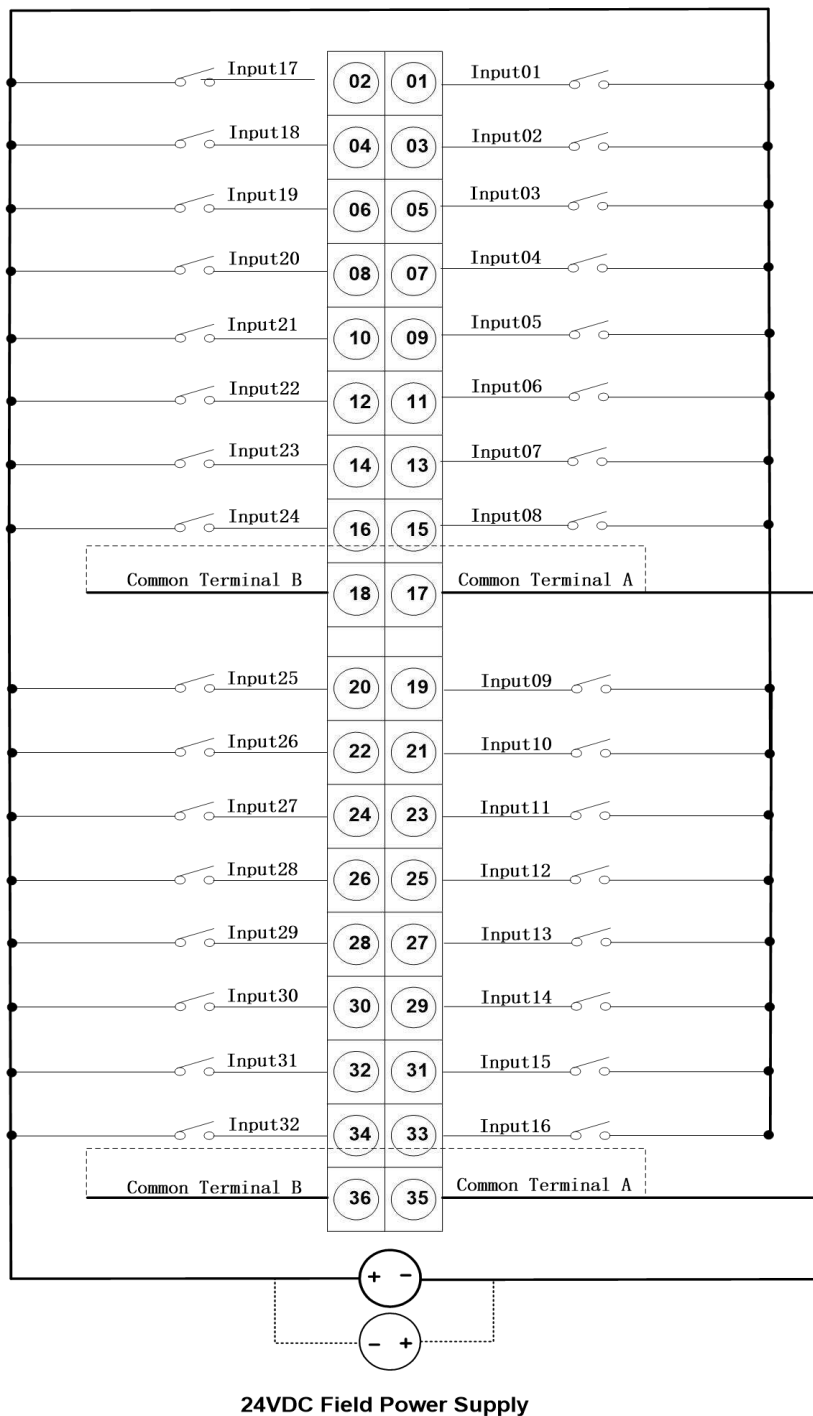 Input17 02 01 Input01
Input18 04 03 Input02
Input19 06 05 Input03
Input20 08 07 Input04
Input21 10 09 Input05
Input22 12 11 Input06
Input23 14 13 Input07
Input24 16 15 Input08
Common Terminal B 18 17 Common Terminal A
Input25 20 19 Input09
Input26 22 21 Input10
Input27 24 23 Input11
Input28 26 25 Input12
Input29 28 27 Input13
Input30 30 29 Input14
Input31 32 31 Input15
Input32 34 33 Input16
Common Terminal B 36 35 Common Terminal A
+ −
− +
24VDC Field Power Supply